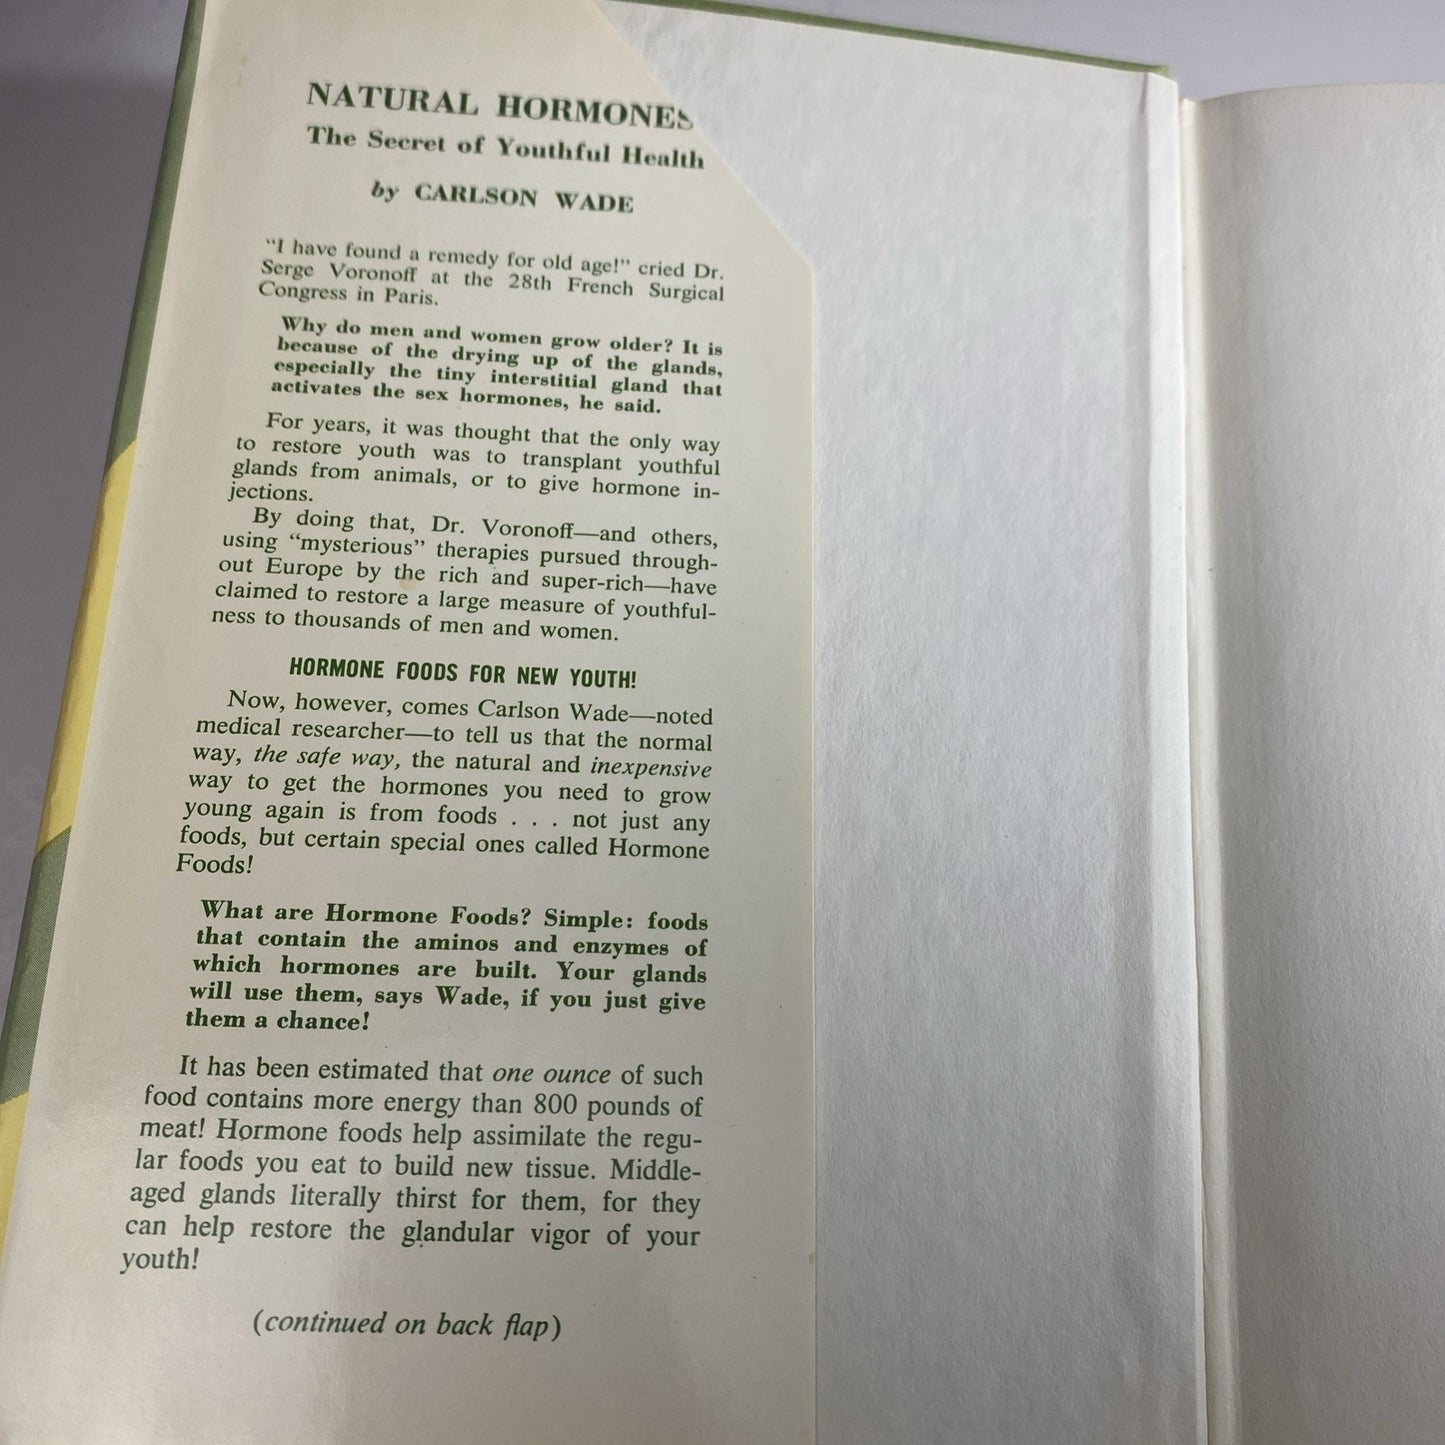 NATURAL HORMONES
The Secret of Youthful Health
by CARLSON WADE
"I have found a remedy for old age!" cried Dr.
Serge Voronoff at the 28th French Surgical
Congress in Paris.
Why do men and women grow older? It is
because of the drying up of the glands,
especially the tiny interstitial gland that
activates the sex hormones, he said.
For years, it was thought that the only way
to restore youth was to transplant youthful
glands from animals, or to give hormone in-
jections.
By doing that, Dr. Voronoff—and others,
using "mysterious" therapies pursued through-
out Europe by the rich and super-rich—have
claimed to restore a large measure of youthful-
ness to thousands of men and women.
HORMONE FOODS FOR NEW YOUTH!
Now, however, comes Carlson Wade—noted
medical researcher—to tell us that the normal
way, the safe way, the natural and inexpensive
way to get the hormones you need to grow
young again is from foods . . . not just any
foods, but certain special ones called Hormone
Foods!
What are Hormone Foods? Simple: foods
that contain the aminos and enzymes of
which hormones are built. Your glands
will use them, says Wade, if you just give
them a chance!
It has been estimated that one ounce of such
food contains more energy than 800 pounds of
meat! Hormone foods help assimilate the regu-
lar foods you eat to build new tissue. Middle-
aged glands literally thirst for them, for they
can help restore the glandular vigor of your
youth!
(continued on back flap)